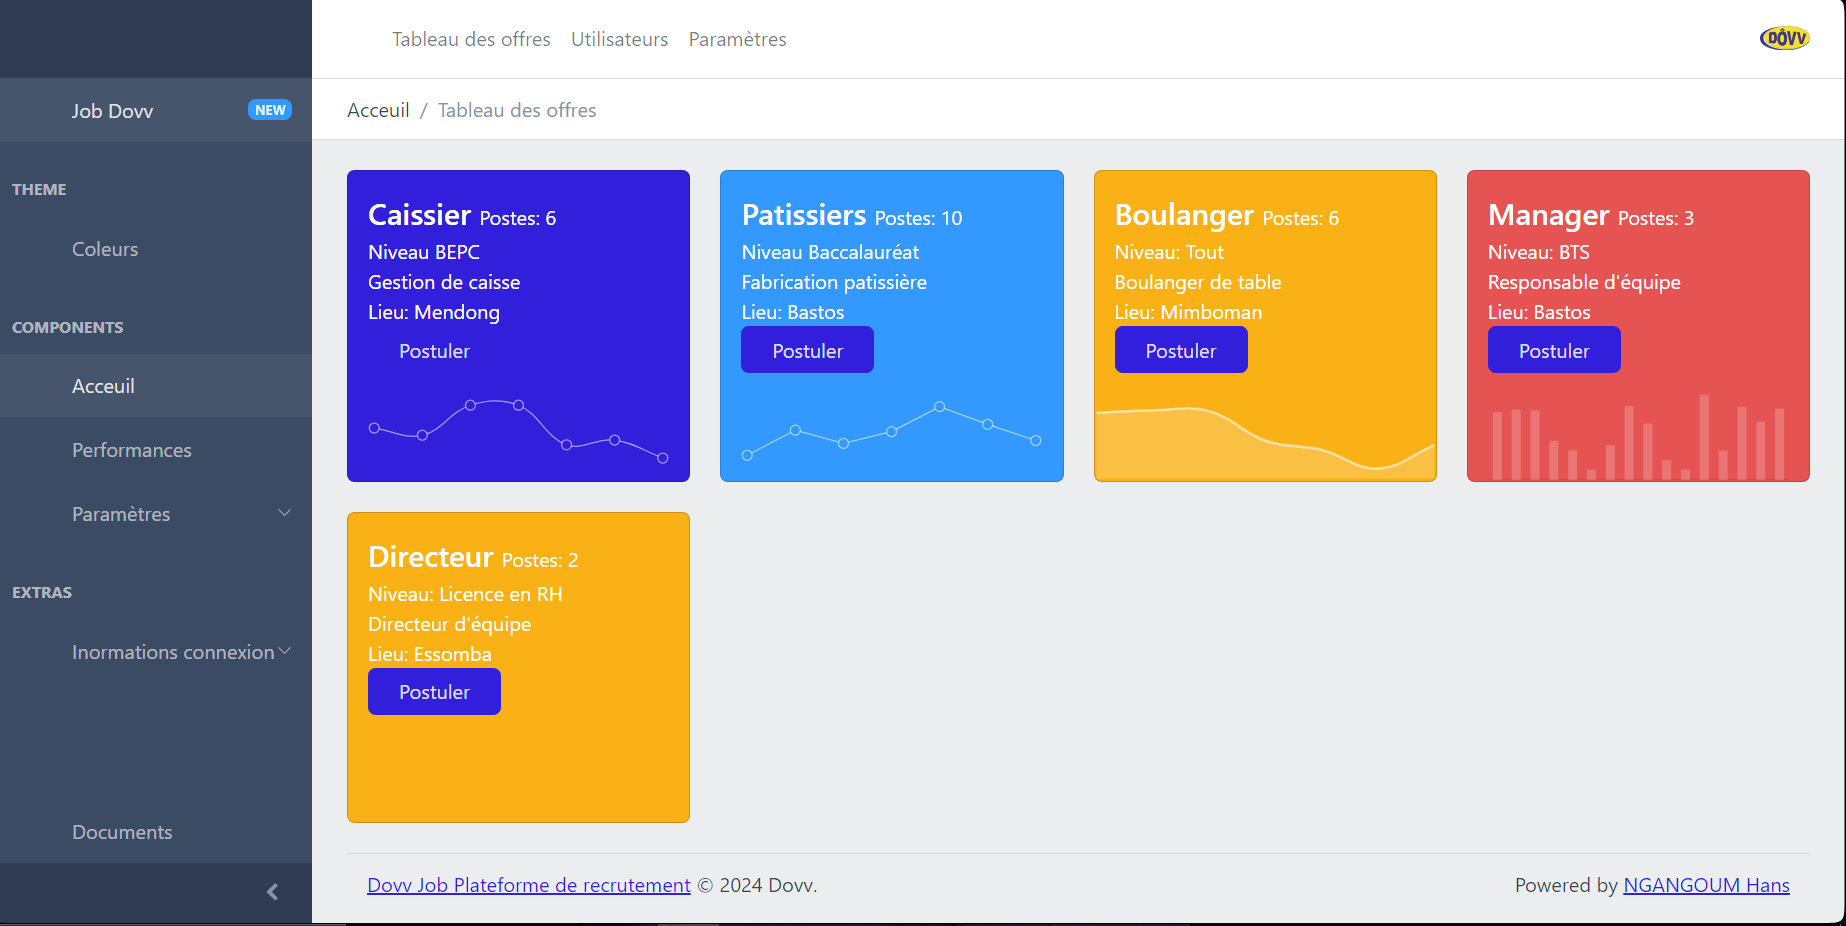 Job Dovv NEW
THEME
Coleurs
COMPONENTS
Acceuil
Performances
Paramètres
EXTRAS
Inormations connexion
Documents
Tableau des offres Utilisateurs Paramètres
DÔVV
Acceuil / Tableau des offres
Caissier Postes: 6
Niveau BEPC
Gestion de caisse
Lieu: Mendong
Postuler
Patissiers Postes: 10
Niveau Baccalauréat
Fabrication patissière
Lieu: Bastos
Postuler
Boulanger Postes: 6
Niveau: Tout
Boulanger de table
Lieu: Mimboman
Postuler
Manager Postes: 3
Niveau: BTS
Responsable d'équipe
Lieu: Bastos
Postuler
Directeur Postes: 2
Niveau: Licence en RH
Directeur d'équipe
Lieu: Essomba
Postuler
Dovv Job Plateforme de recrutement © 2024 Dovv.
Powered by NGANGOUM Hans